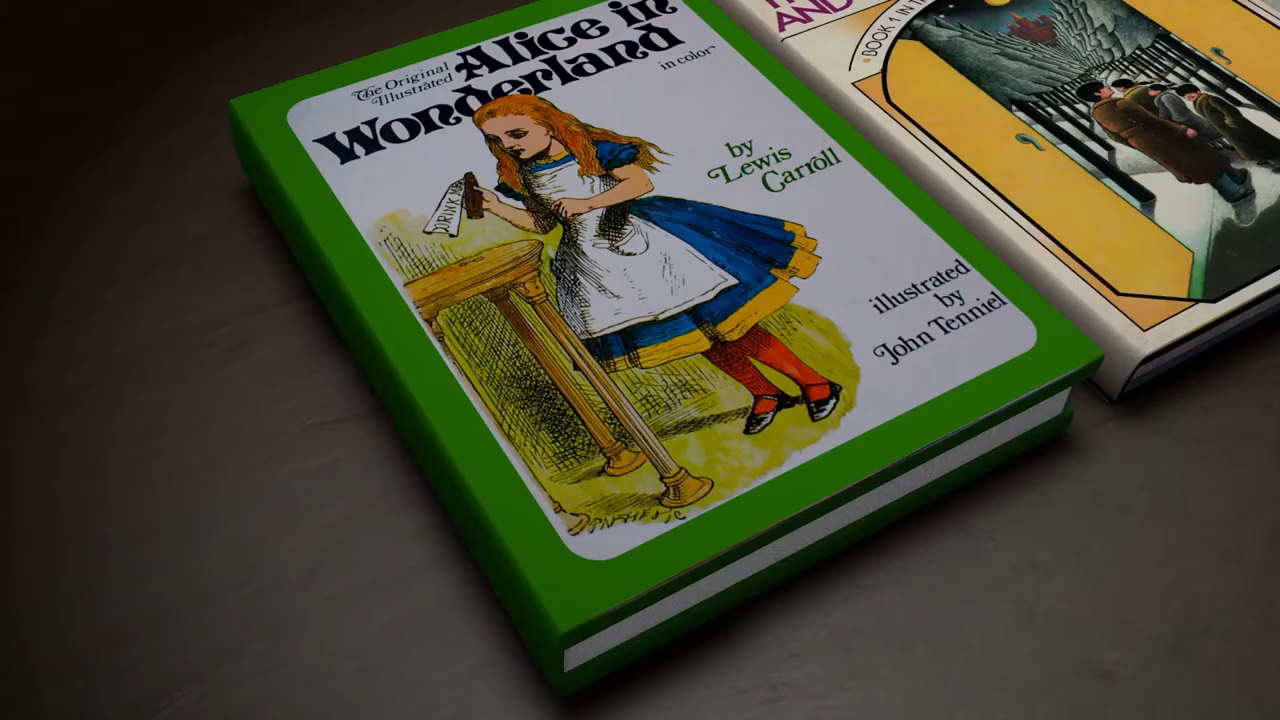 The Original
Illustrated
Alice in
Wonderland
in color
by
Lewis
Carroll
DRINK ME
illustrated
by
John Tenniel
AND
BOOK 1 IN